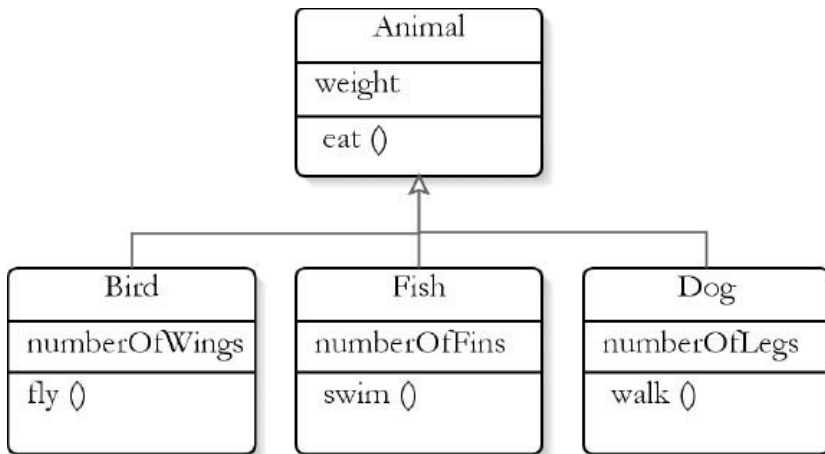 Animal
weight
eat ()
Bird
numberOfWings
fly ()
Fish
numberOfFins
swim ()
Dog
numberOfLegs
walk ()